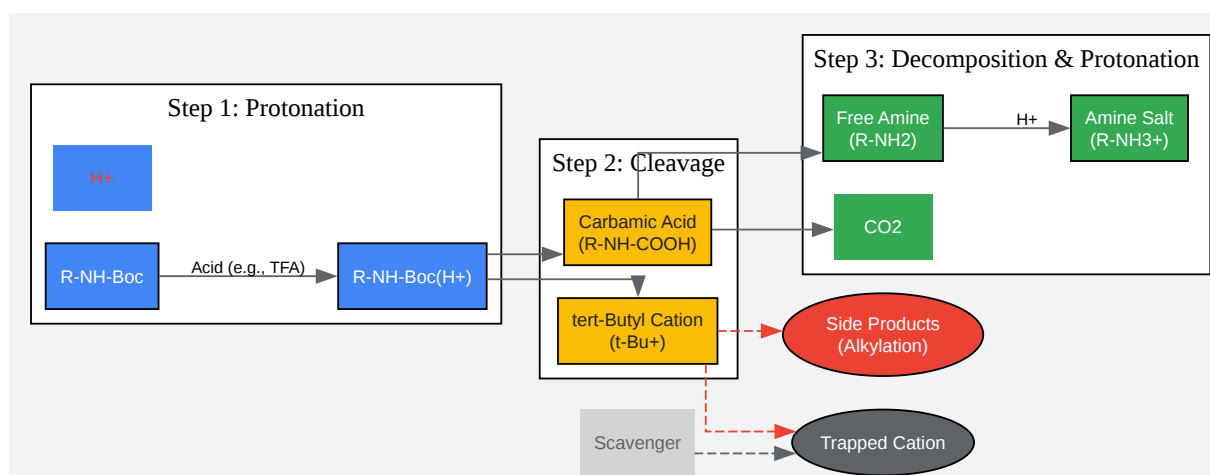 Step 1: Protonation
H+
R-NH-Boc
Acid (e.g., TFA)
R-NH-Boc(H+)
Step 2: Cleavage
Carbamic Acid
(R-NH-COOH)
tert-Butyl Cation
(t-Bu+)
Step 3: Decomposition & Protonation
Free Amine
(R-NH2)
H+
Amine Salt
(R-NH3+)
CO2
Side Products
(Alkylation)
Scavenger
Trapped Cation